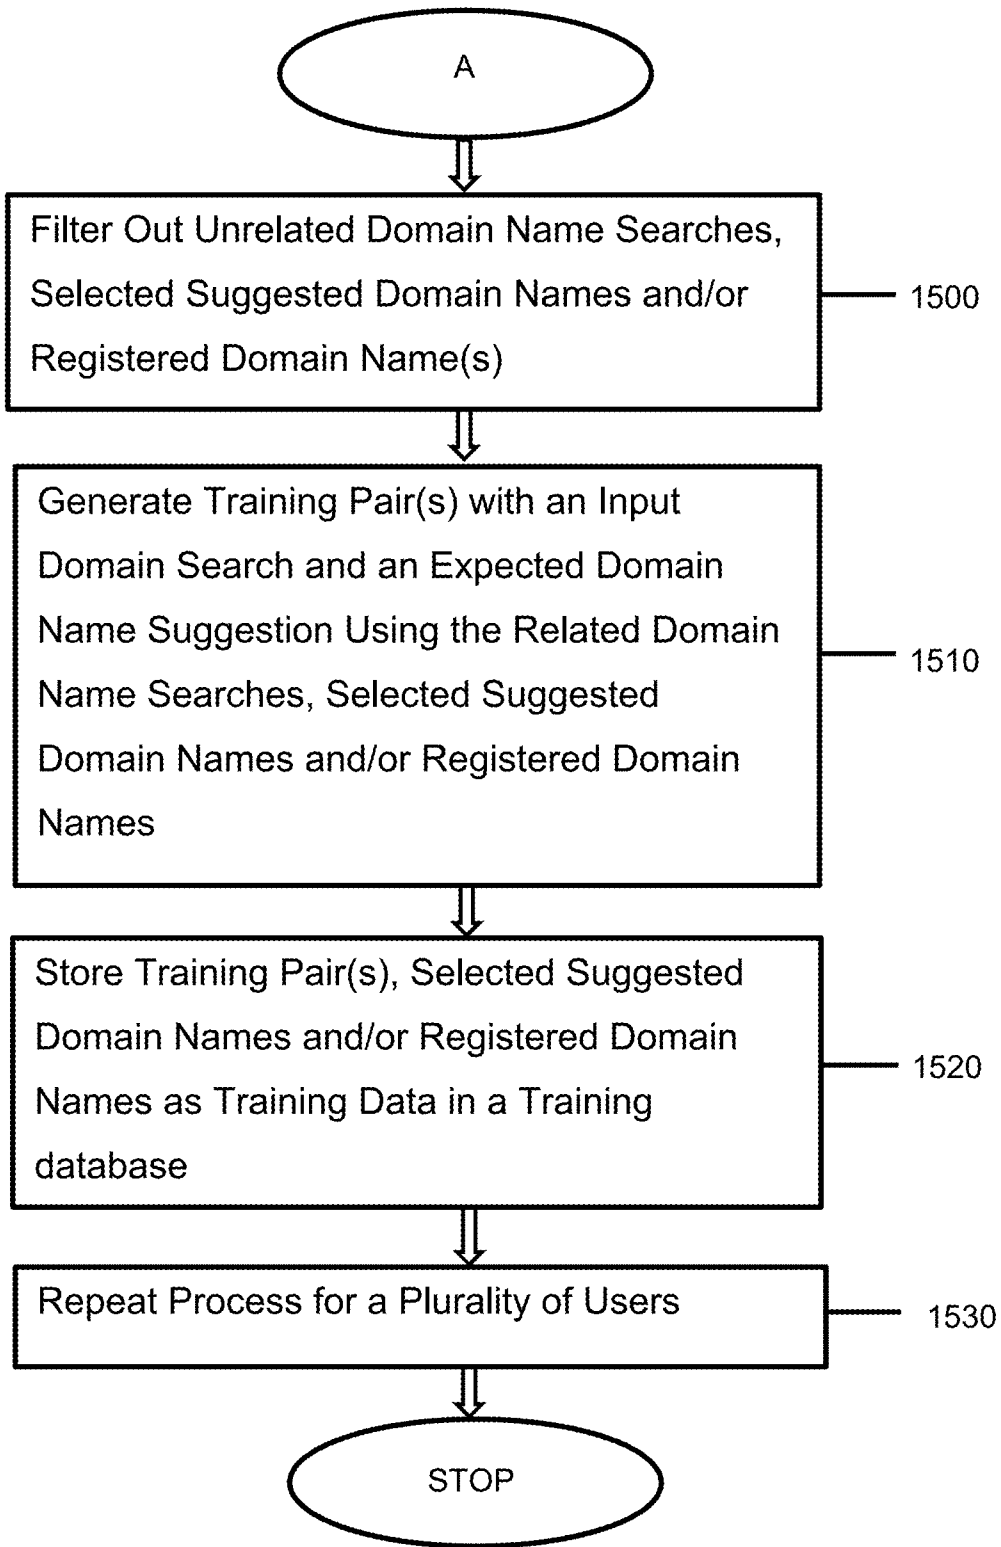 A
Filter Out Unrelated Domain Name Searches,
Selected Suggested Domain Names and/or
Registered Domain Name(s)
1500
Generate Training Pair(s) with an Input
Domain Search and an Expected Domain
Name Suggestion Using the Related Domain
Name Searches, Selected Suggested
Domain Names and/or Registered Domain
Names
1510
Store Training Pair(s), Selected Suggested
Domain Names and/or Registered Domain
Names as Training Data in a Training
database
1520
Repeat Process for a Plurality of Users
1530
STOP